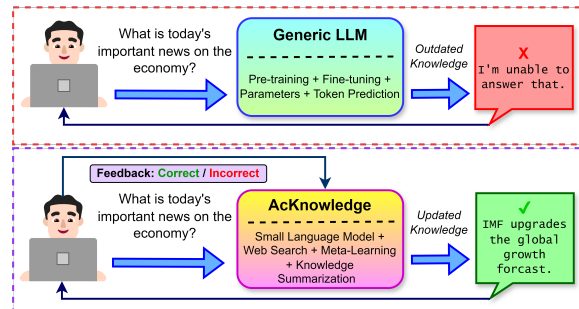 What is today's
important news on the
economy?
Generic LLM
Pre-training + Fine-tuning +
Parameters + Token Prediction
Outdated
Knowledge
X
I'm unable to
answer that.
Feedback: Correct / Incorrect
What is today's
important news on the
economy?
AcKnowledge
Small Language Model +
Web Search + Meta-Learning
+ Knowledge
Summarization
Updated
Knowledge
✓
IMF upgrades
the global
growth
forcast.